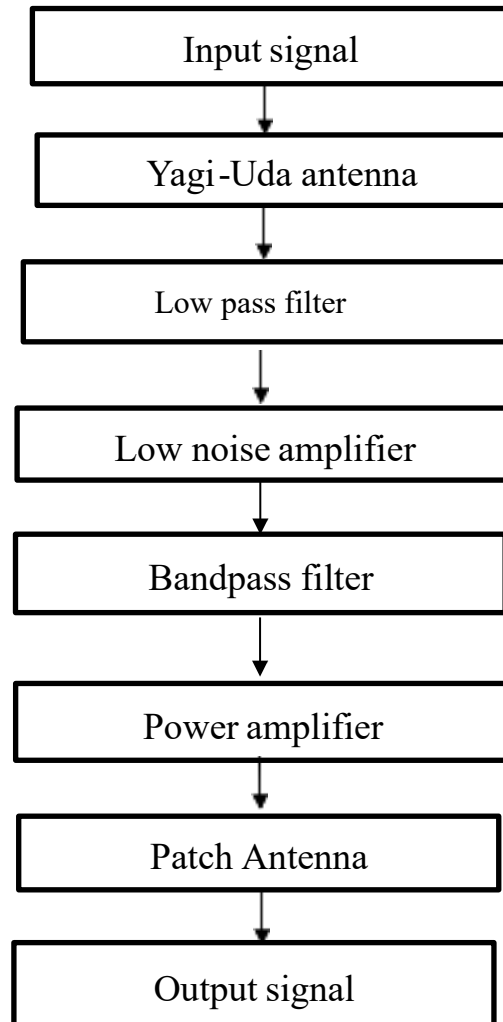 Input signal
Yagi-Uda antenna
Low pass filter
Low noise amplifier
Bandpass filter
Power amplifier
Patch Antenna
Output signal